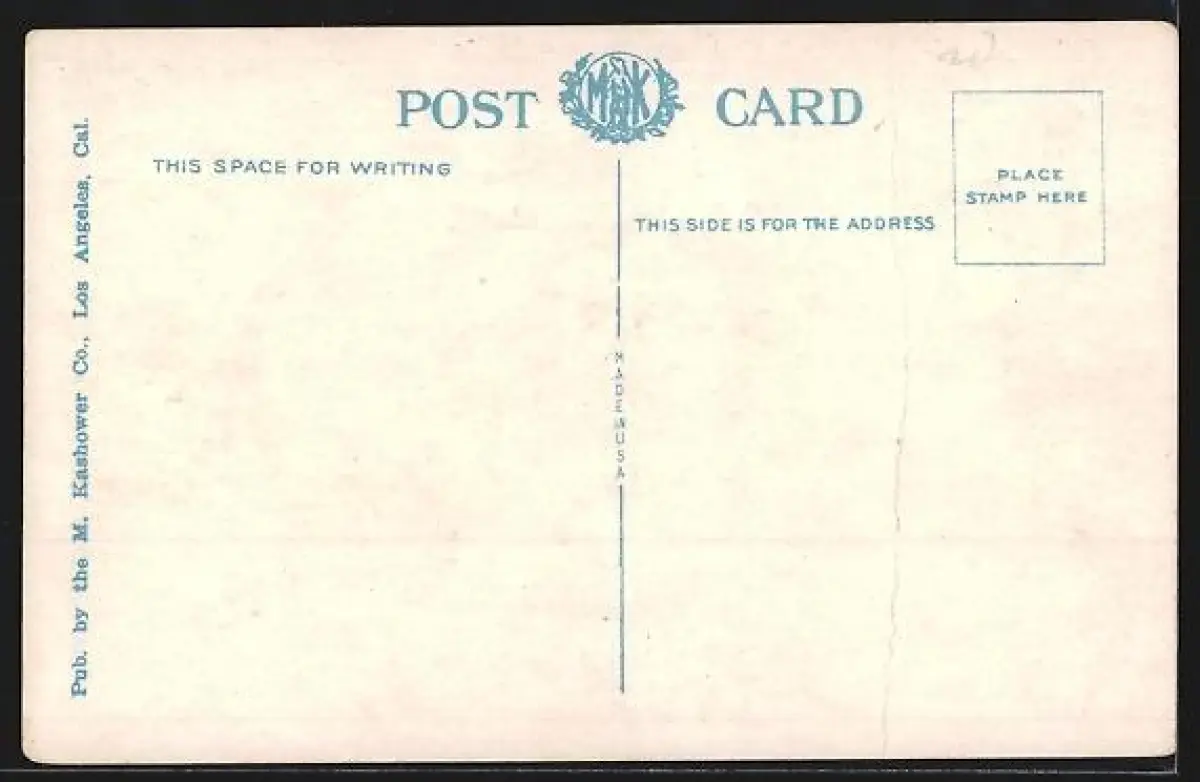 POST CARD
THIS SPACE FOR WRITING
THIS SIDE IS FOR THE ADDRESS
PLACE
STAMP HERE
MADE IN USA
Pub. by the M. Kashower Co., Los Angeles, Cal.